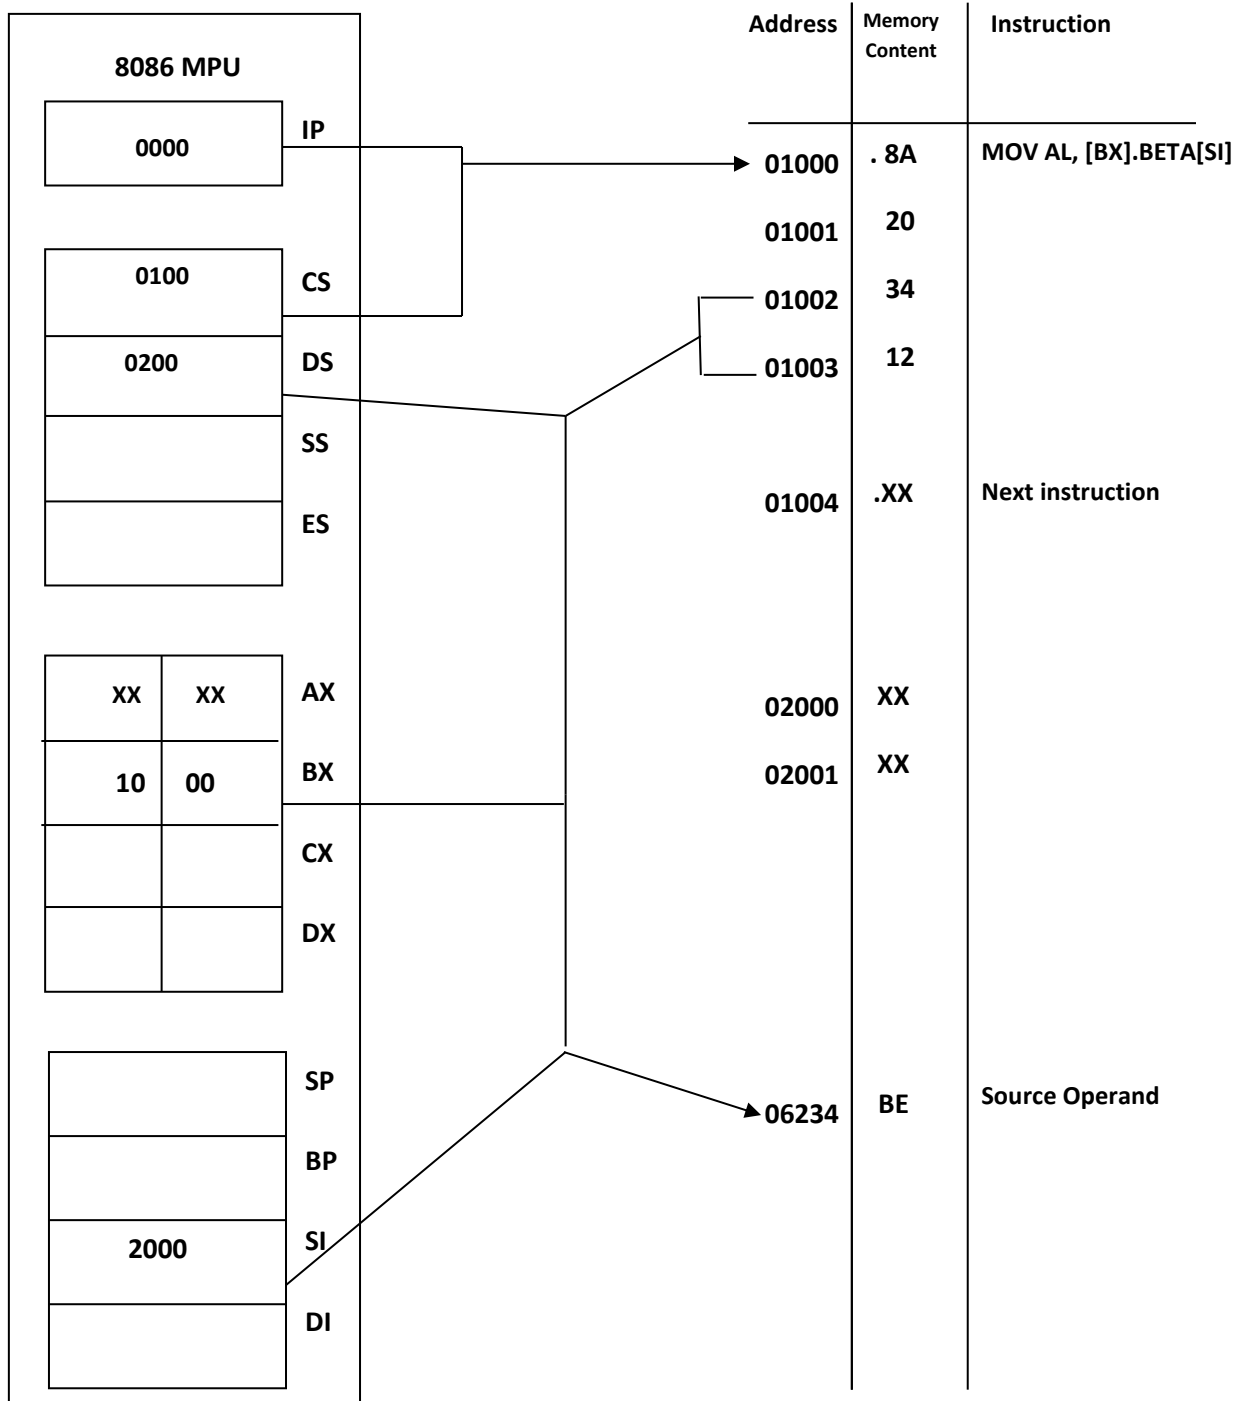 8086 MPU
0000
IP
0100
CS
0200
DS
SS
ES
XX XX
AX
10 00
BX
CX
DX
SP
BP
2000
SI
DI
Address
Memory
Content
Instruction
01000 . 8A MOV AL, [BX].BETA[SI]
01001 20
01002 34
01003 12
01004 .XX Next instruction
02000 XX
02001 XX
06234 BE Source Operand